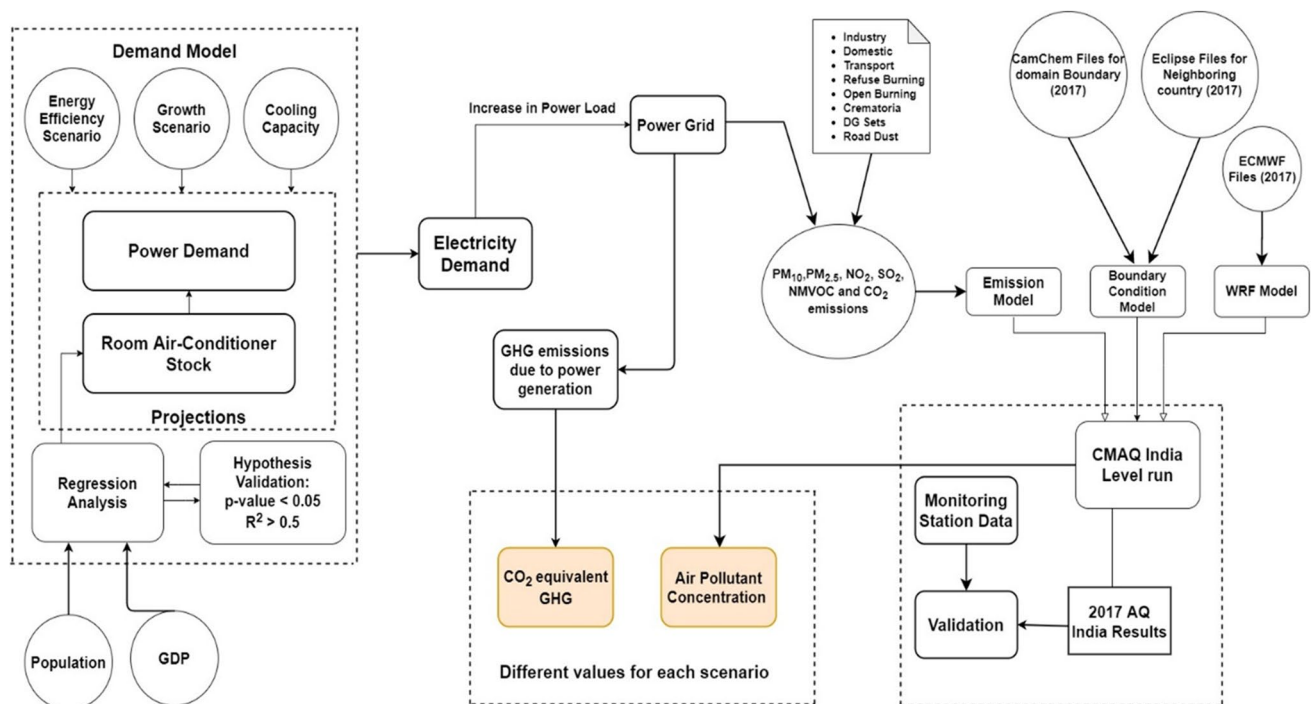 Demand Model
Energy
Efficiency
Scenario
Growth
Scenario
Cooling
Capacity
Power Demand
Room Air-Conditioner
Stock
Projections
Regression
Analysis
Hypothesis
Validation:
p-value < 0.05
R² > 0.5
Population
GDP
Electricity
Demand
Increase in Power Load
Power Grid
• Industry
• Domestic
• Transport
• Refuse Burning
• Open Burning
• Crematoria
• DG Sets
• Road Dust
PM₁₀,PM₂.₅, NO₂, SO₂,
NMVOC and CO₂
emissions
GHG emissions
due to power
generation
CO₂ equivalent
GHG
Air Pollutant
Concentration
Different values for each scenario
CamChem Files for
domain Boundary
(2017)
Eclipse Files for
Neighboring
country (2017)
ECMWF
Files (2017)
Emission
Model
Boundary
Condition
Model
WRF Model
CMAQ India
Level run
Monitoring
Station Data
Validation
2017 AQ
India Results